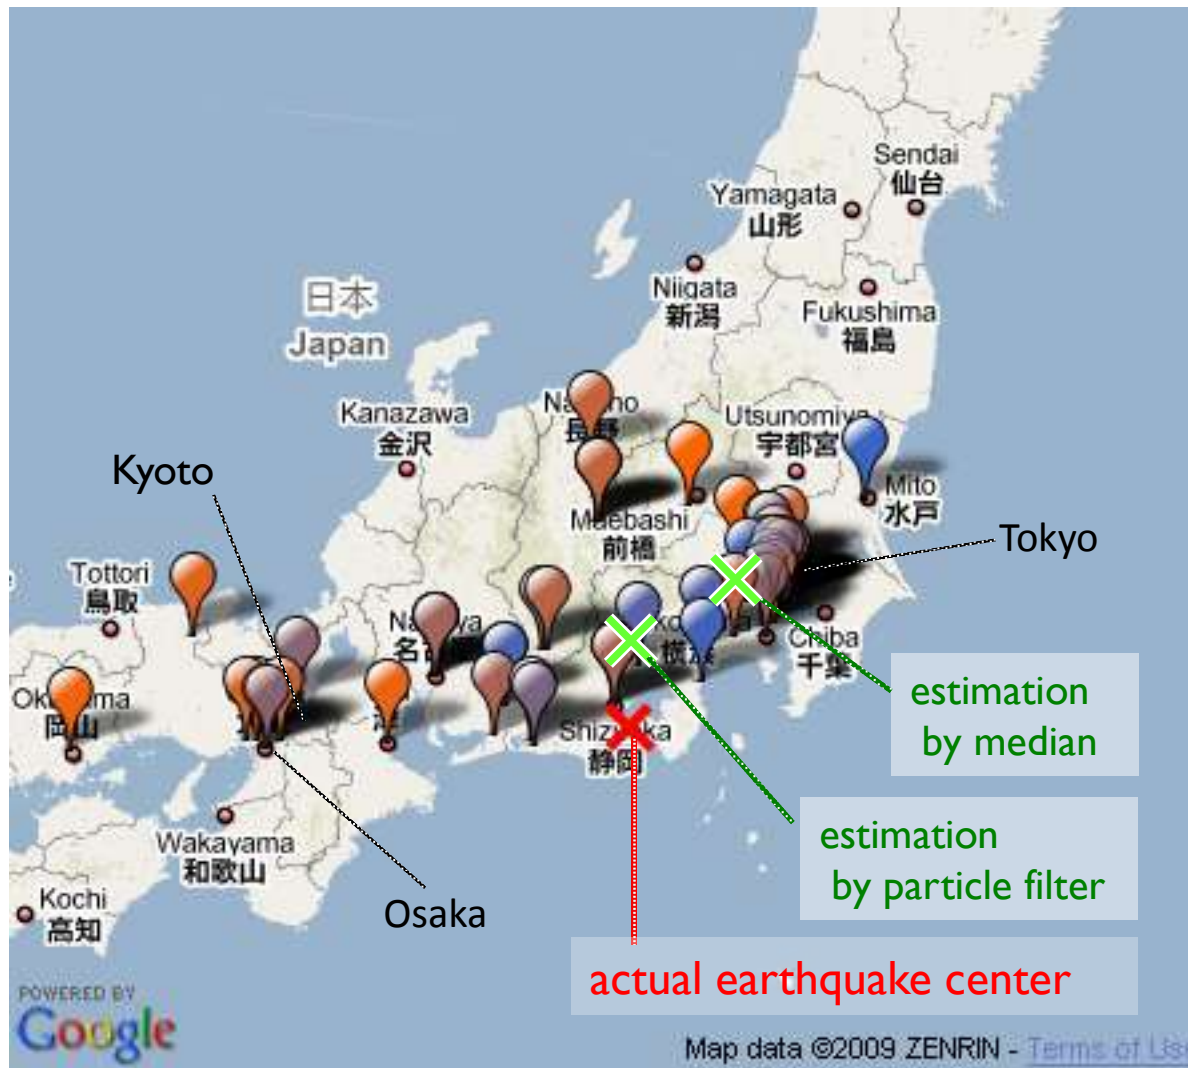 Sendai
仙台
Yamagata
山形
Niigata
新潟
Fukushima
福島
日本
Japan
Kanazawa
金沢
Utsunomiya
宇都宮
Kyoto
Mito
水戸
Maebashi
前橋
Tokyo
Tottori
鳥取
Chiba
千葉
岡山
estimation
by median
静岡
estimation
by particle filter
Wakayama
和歌山
Kochi
高知
Osaka
actual earthquake center
POWERED BY
Google
Map data ©2009 ZENRIN - Terms of Use